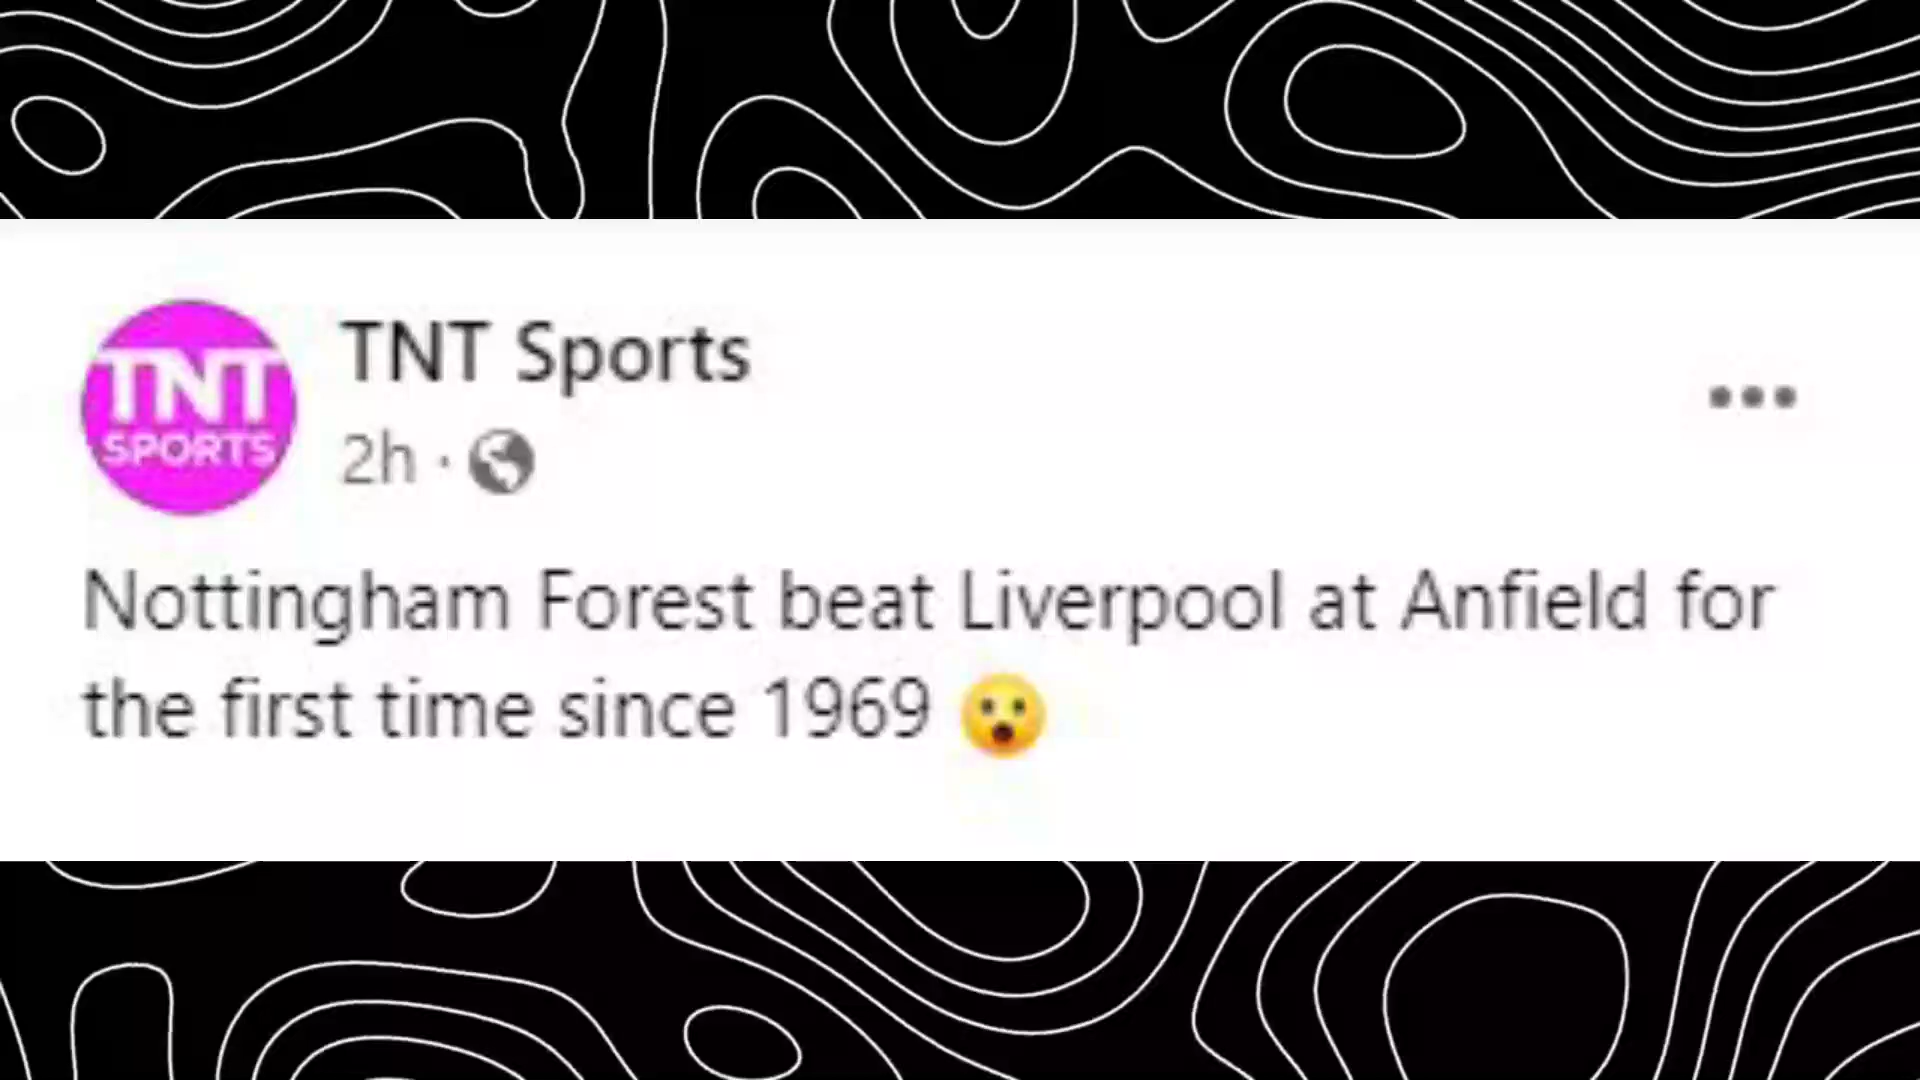 TNT
SPORTS
TNT Sports
2h ·
Nottingham Forest beat Liverpool at Anfield for
the first time since 1969 😮